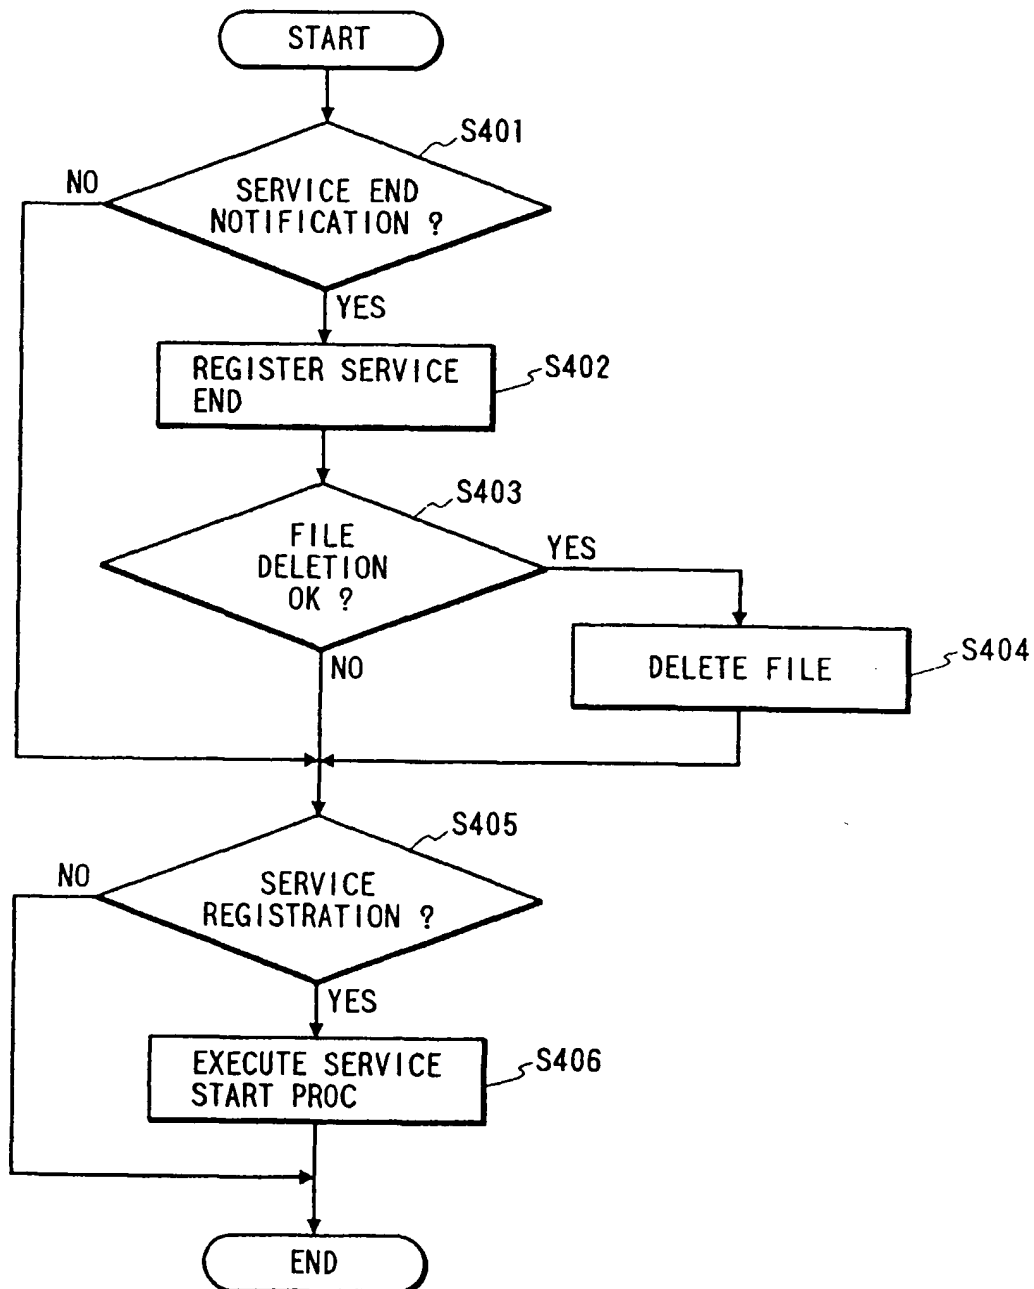 START
S401
NO
SERVICE END
NOTIFICATION ?
YES
REGISTER SERVICE
END
S402
S403
FILE
DELETION
OK ?
YES
NO
DELETE FILE
S404
S405
NO
SERVICE
REGISTRATION ?
YES
EXECUTE SERVICE
START PROC
S406
END